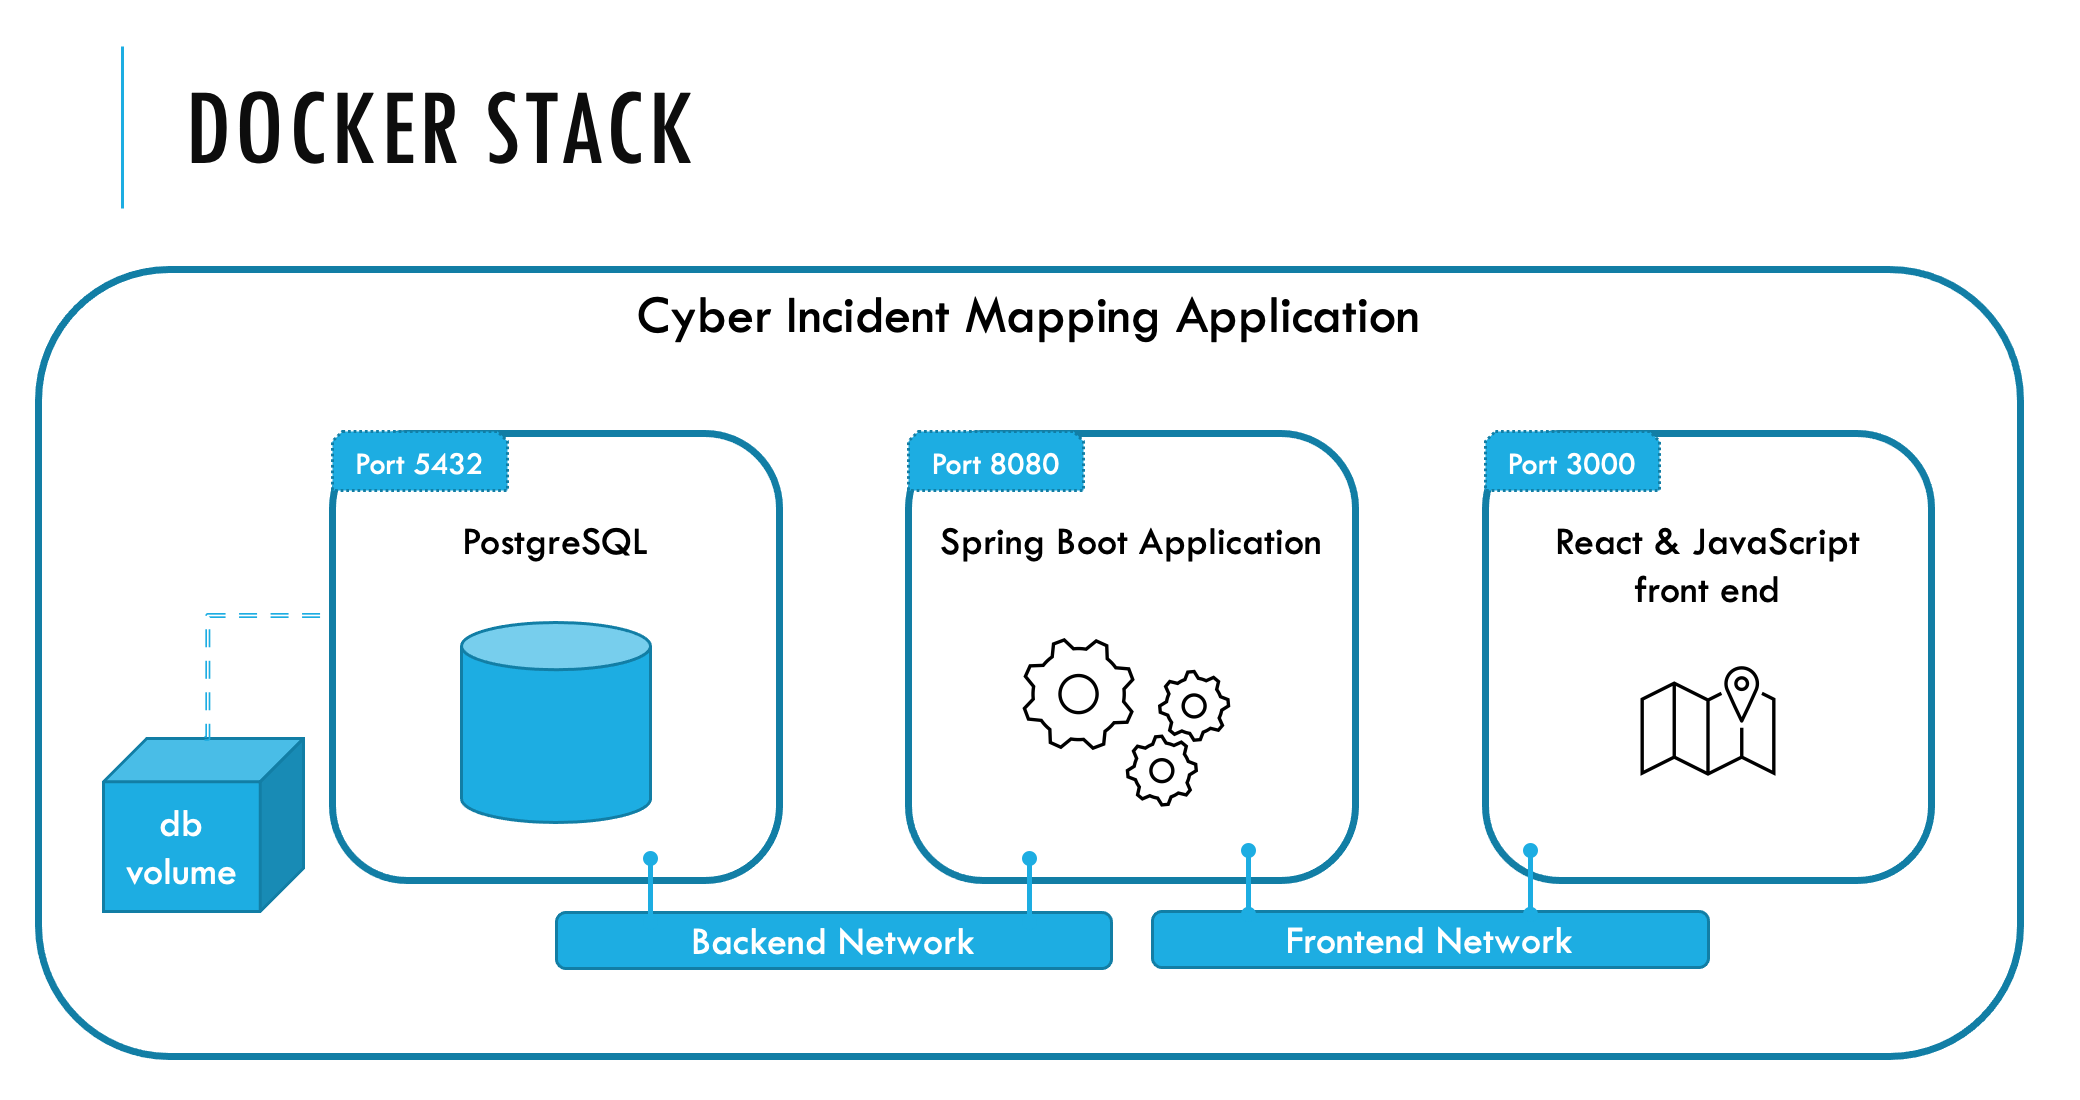 DOCKER STACK
Cyber Incident Mapping Application
Port 5432
PostgreSQL
Port 8080
Spring Boot Application
Port 3000
React & JavaScript
front end
db
volume
Backend Network
Frontend Network